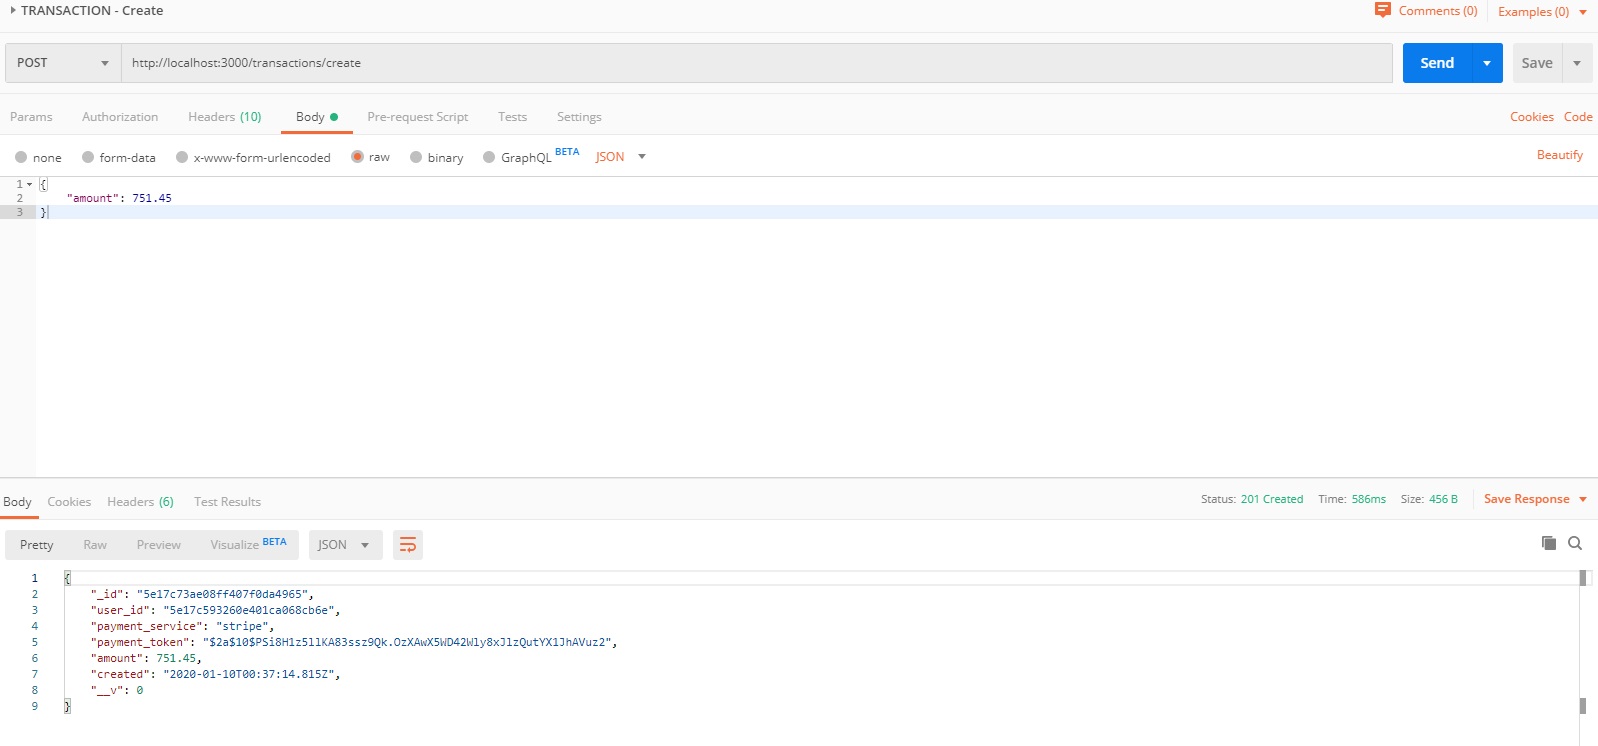 TRANSACTION - Create Comments (0) Examples (0)
POST http://localhost:3000/transactions/create Send Save
Params Authorization Headers (10) Body Pre-request Script Tests Settings Cookies Code
none form-data x-www-form-urlencoded raw binary GraphQL BETA JSON Beautify
1 {
2 "amount": 751.45
3 }
Body Cookies Headers (6) Test Results Status: 201 Created Time: 586ms Size: 456 B Save Response
Pretty Raw Preview Visualize BETA JSON
1 {
2 "_id": "5e17c73ae08ff407f0da4965",
3 "user_id": "5e17c593260e401ca068cb6e",
4 "payment_service": "stripe",
5 "payment_token": "$2a$10$PSi8H1z5llKA83ssz9Qk.OzXAwX5WD42Wly8xJlzQutYX1JhAVuz2",
6 "amount": 751.45,
7 "created": "2020-01-10T00:37:14.815Z",
8 "__v": 0
9 }